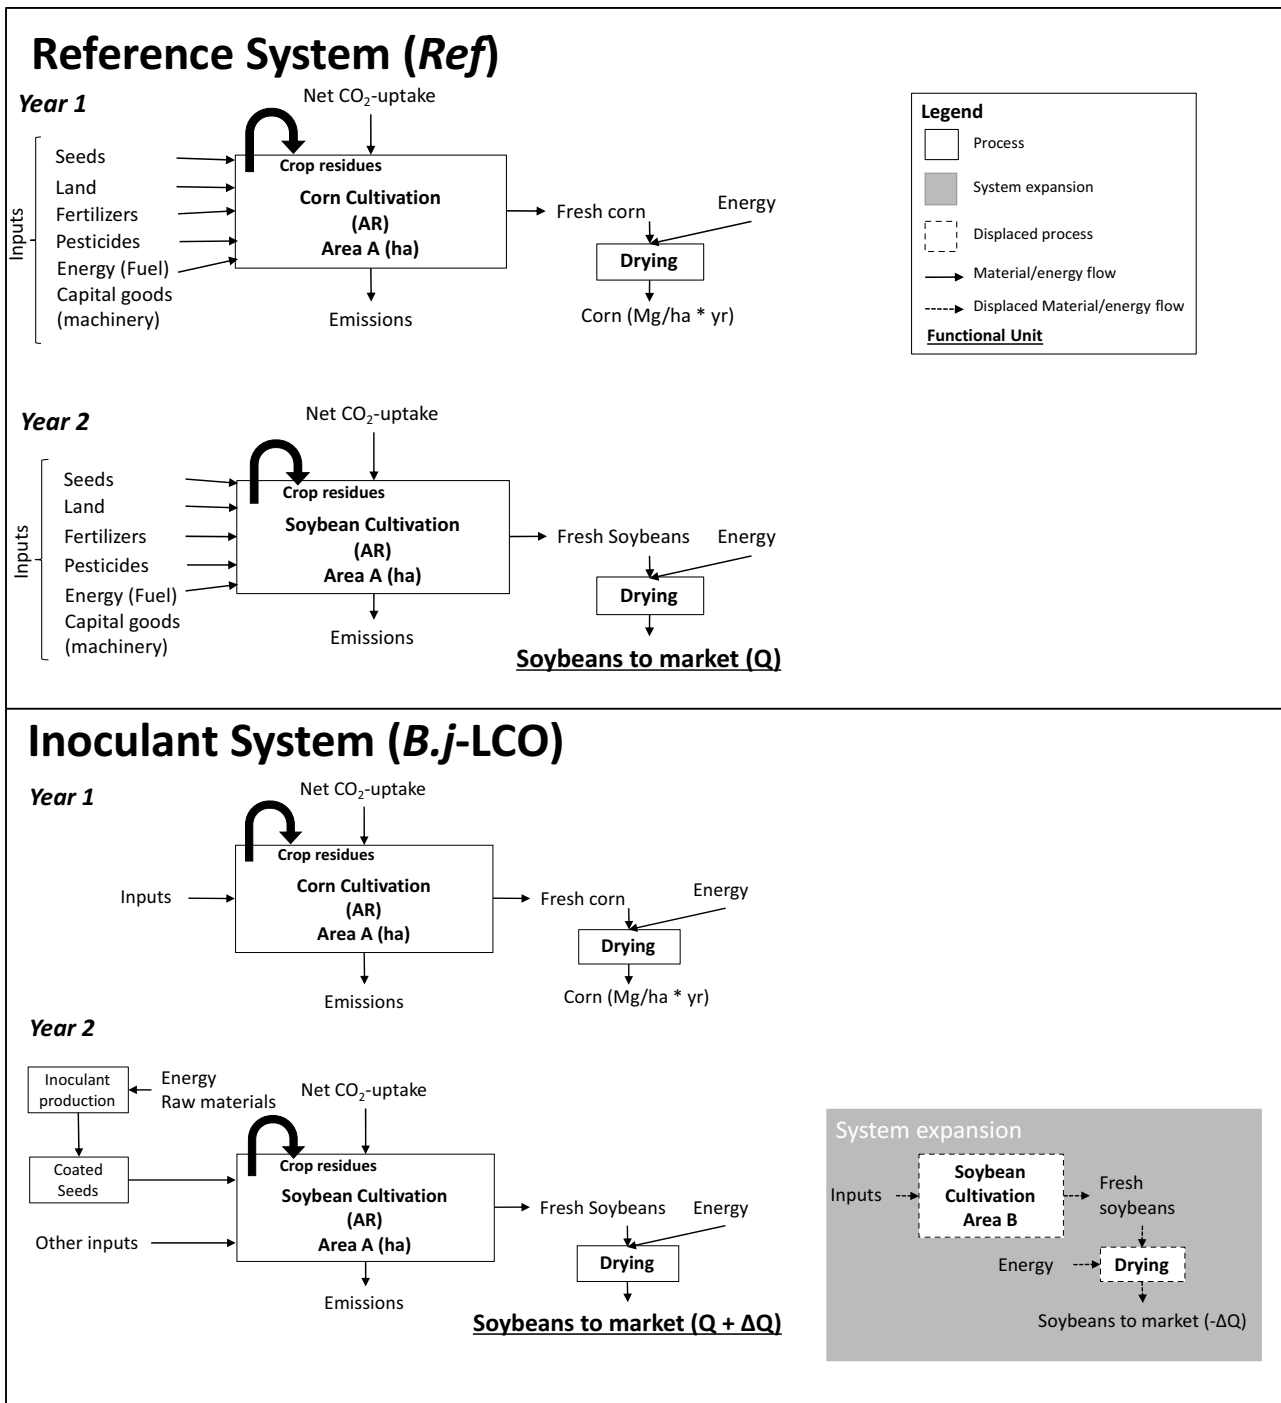 Reference System (Ref)
Year 1
Net CO2-uptake
Inputs
Seeds
Land
Fertilizers
Pesticides
Energy (Fuel)
Capital goods
(machinery)
Crop residues
Corn Cultivation
(AR)
Area A (ha)
Emissions
Fresh corn
Energy
Drying
Corn (Mg/ha * yr)
Legend
Process
System expansion
Displaced process
Material/energy flow
Displaced Material/energy flow
Functional Unit
Year 2
Net CO2-uptake
Inputs
Seeds
Land
Fertilizers
Pesticides
Energy (Fuel)
Capital goods
(machinery)
Crop residues
Soybean Cultivation
(AR)
Area A (ha)
Emissions
Fresh Soybeans
Energy
Drying
Soybeans to market (Q)
Inoculant System (B.j-LCO)
Year 1
Net CO2-uptake
Inputs
Crop residues
Corn Cultivation
(AR)
Area A (ha)
Emissions
Fresh corn
Energy
Drying
Corn (Mg/ha * yr)
Year 2
Inoculant
production
Energy
Raw materials
Net CO2-uptake
Coated
Seeds
Other inputs
Crop residues
Soybean Cultivation
(AR)
Area A (ha)
Emissions
Fresh Soybeans
Energy
Drying
Soybeans to market (Q + ΔQ)
System expansion
Inputs
Soybean
Cultivation
Area B
Fresh
soybeans
Energy
Drying
Soybeans to market (-ΔQ)